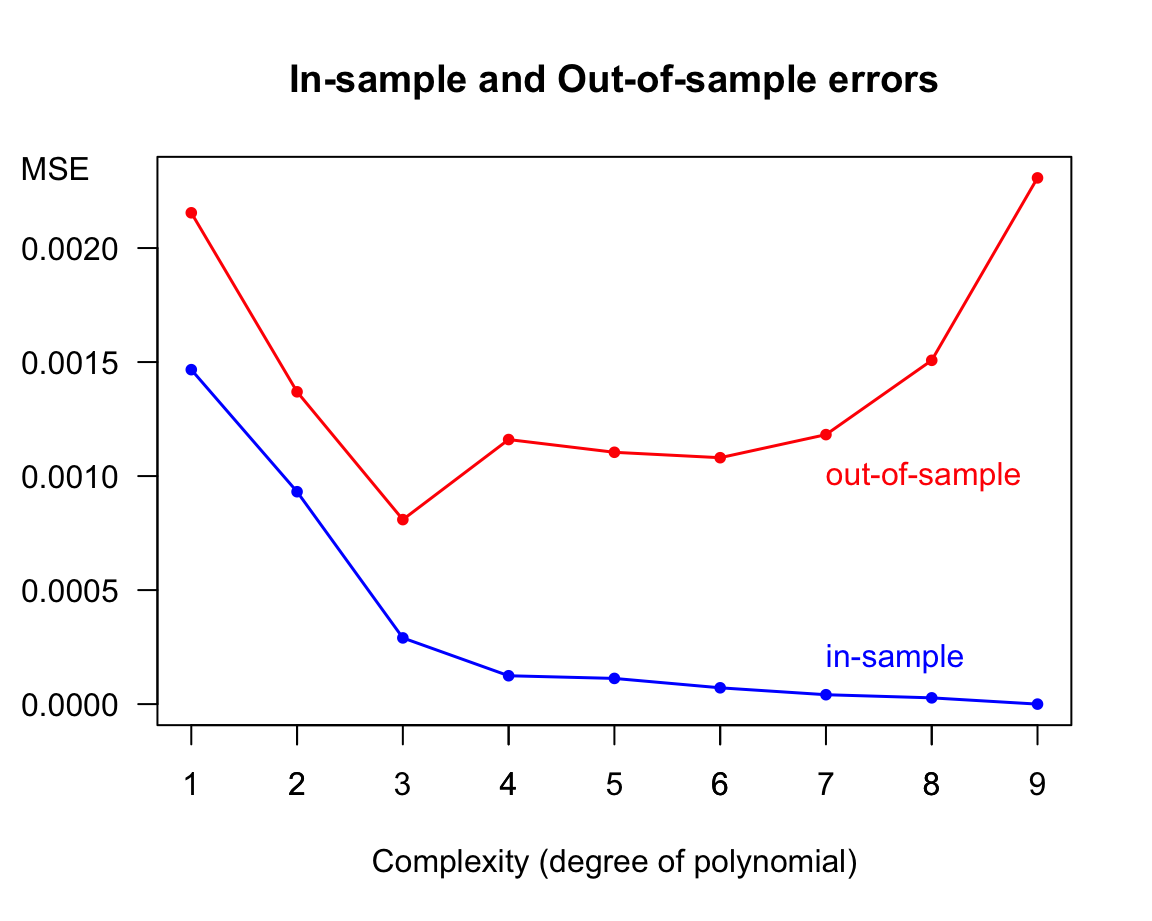 In-sample and Out-of-sample errors
MSE
0.0020
0.0015
0.0010
0.0005
0.0000
out-of-sample
in-sample
1 2 3 4 5 6 7 8 9
Complexity (degree of polynomial)